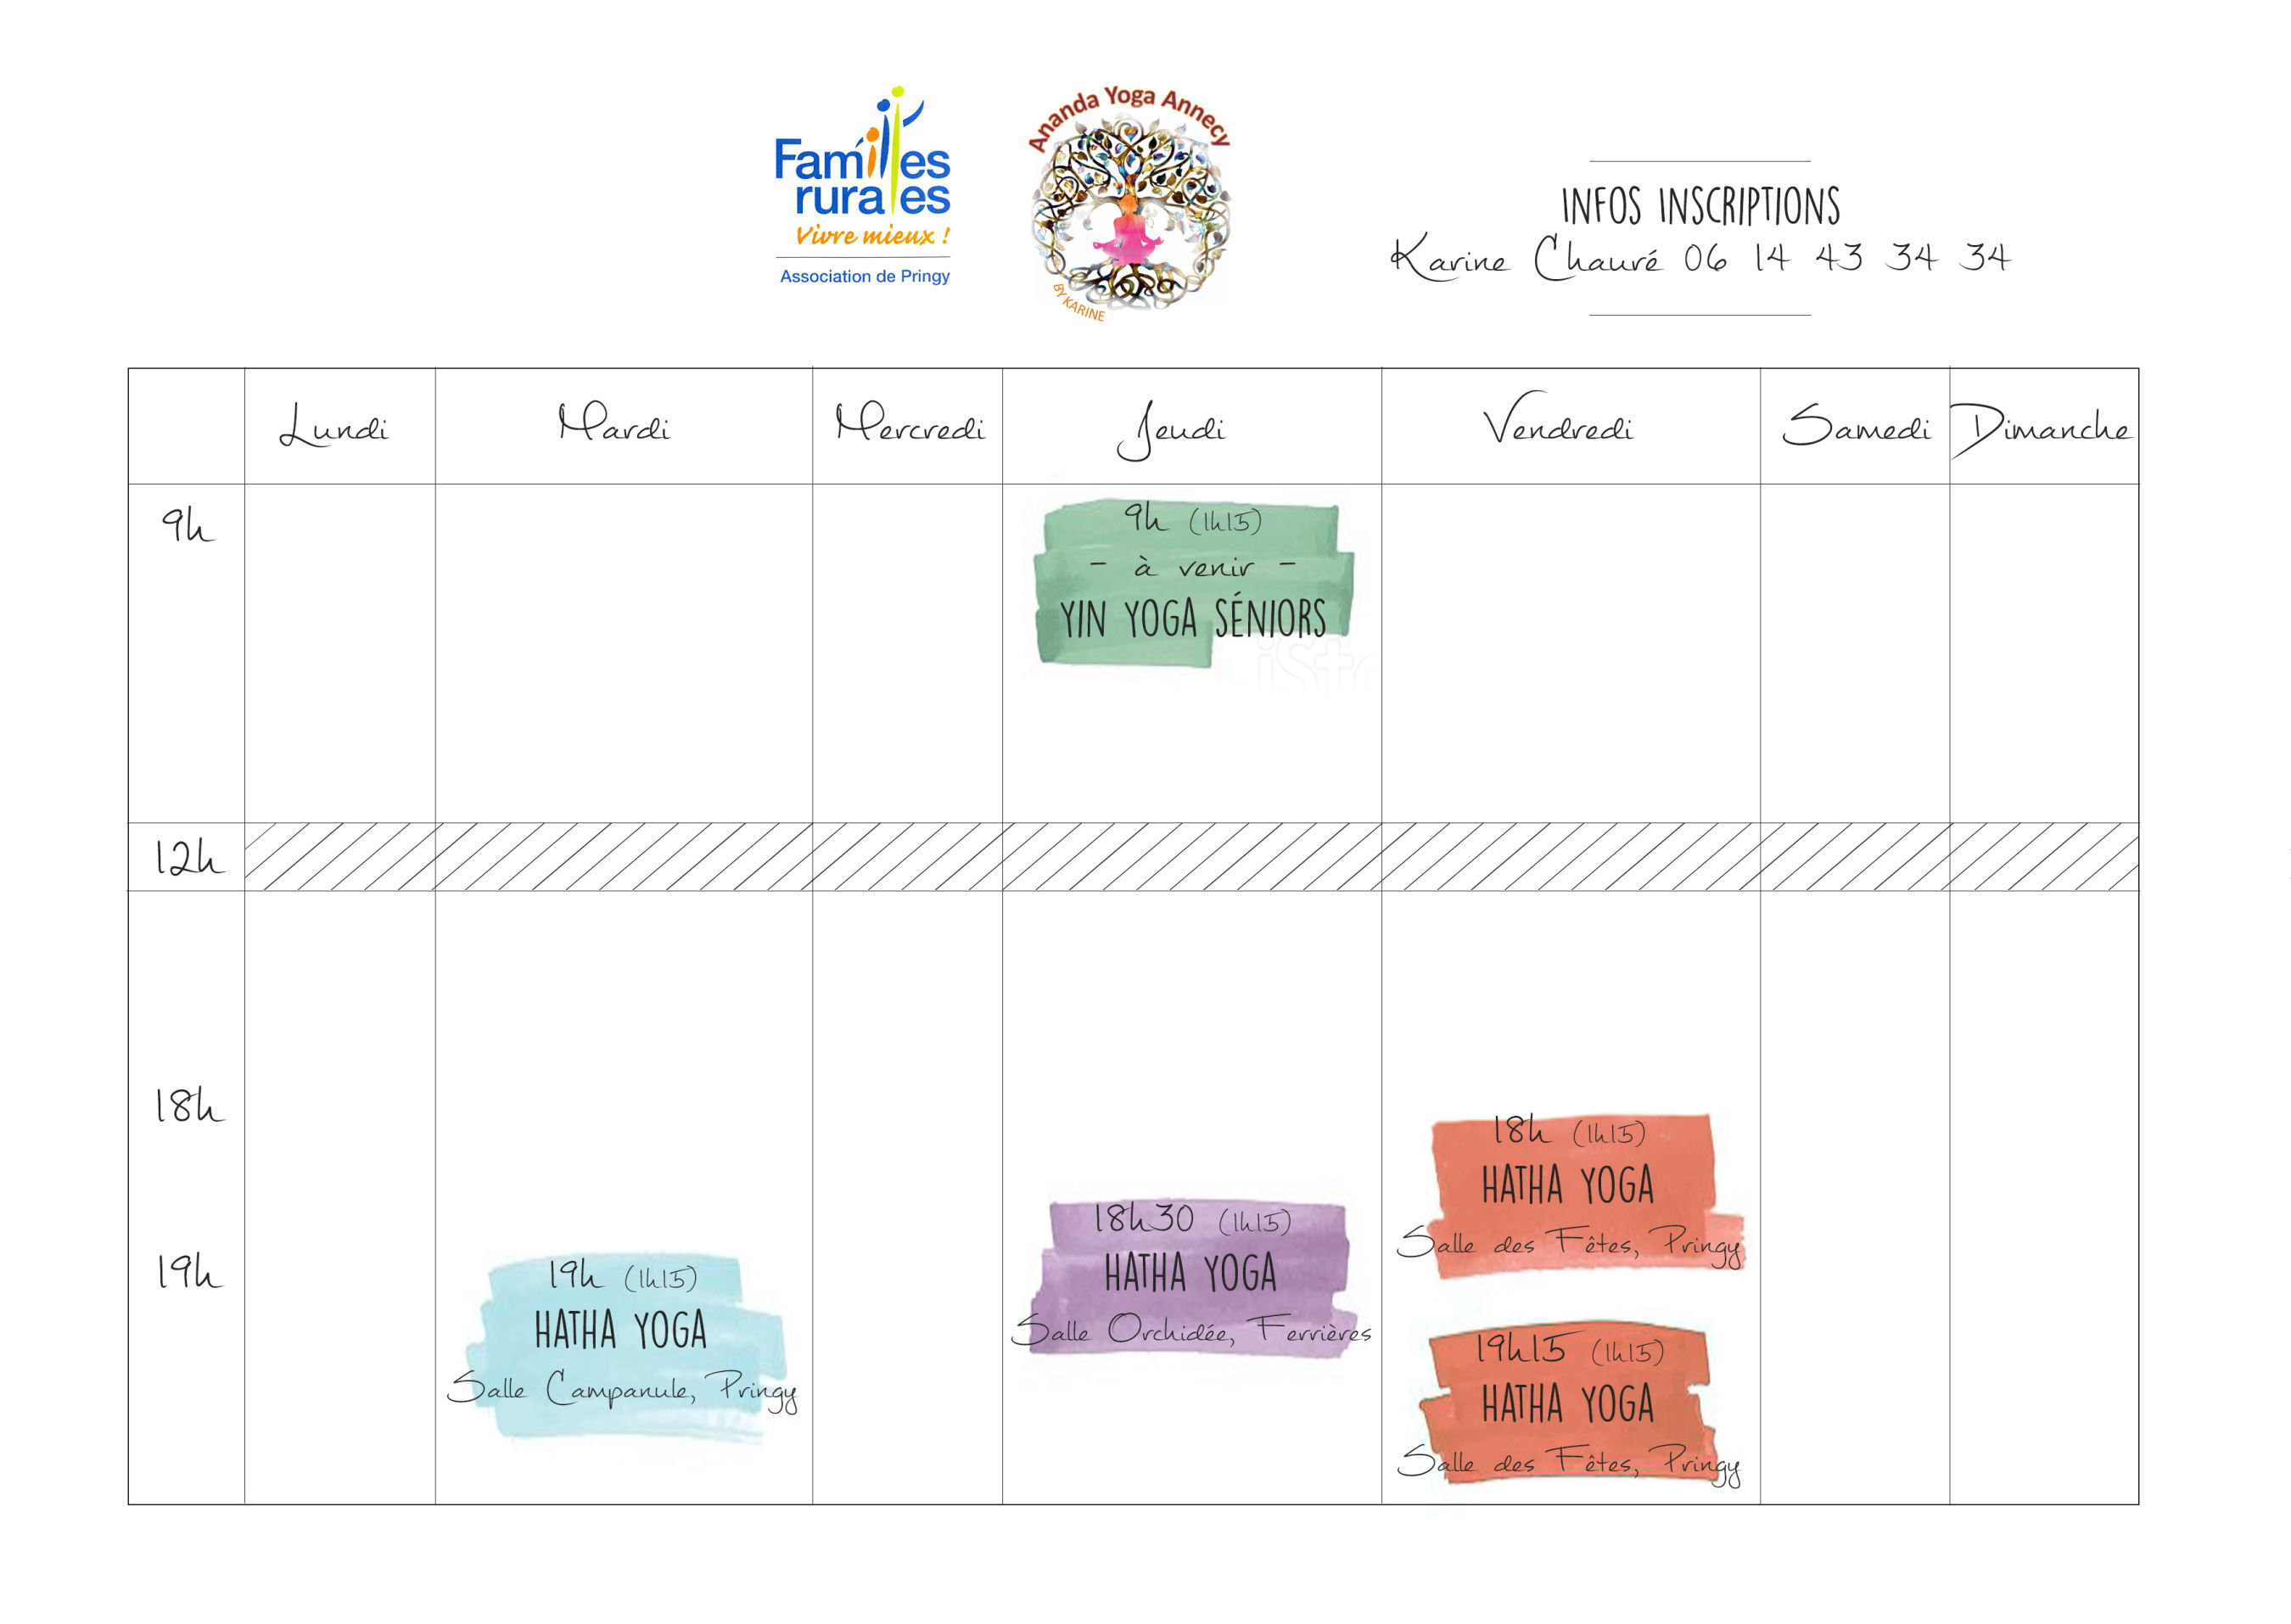 Familles
rurales
Vivre mieux !
Association de Pringy
Ananda Yoga Annecy
BY KARINE
INFOS INSCRIPTIONS
Karine Chauré 06 14 43 34 34
Lundi
Mardi
Mercredi
Jeudi
Vendredi
Samedi
Dimanche
9h
9h (1h15)
- à venir -
YIN YOGA SÉNIORS
iSto
12h
18h
18h (1h15)
HATHA YOGA
Salle des Fêtes, Pringy
18h30 (1h15)
HATHA YOGA
Salle Orchidée, Ferrières
19h
19h (1h15)
HATHA YOGA
Salle Campanule, Pringy
19h15 (1h15)
HATHA YOGA
Salle des Fêtes, Pringy